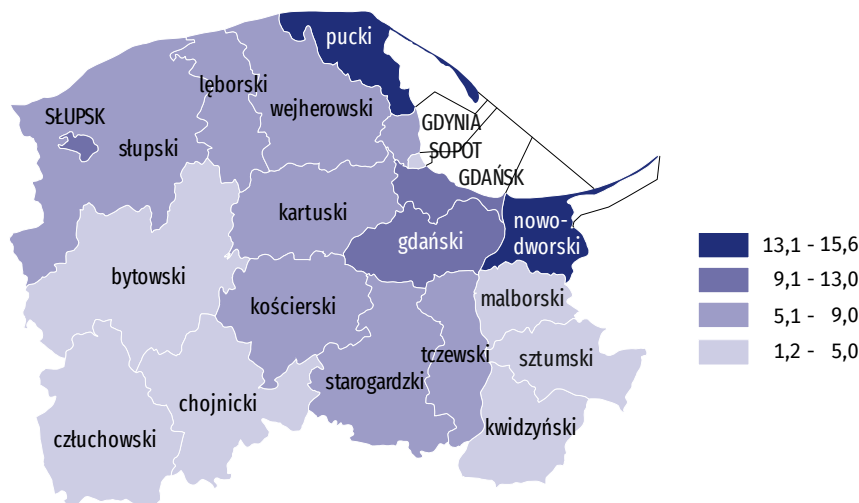 pucki
lęborski
wejherowski
SŁUPSK
GDYNIA
słupski
SOPOT
GDAŃSK
kartuski
nowo-
dworski
gdański
13,1 - 15,6
bytowski
9,1 - 13,0
malborski
kościerski
5,1 - 9,0
tczewski
sztumski
1,2 - 5,0
starogardzki
chojnicki
kwidzyński
człuchowski